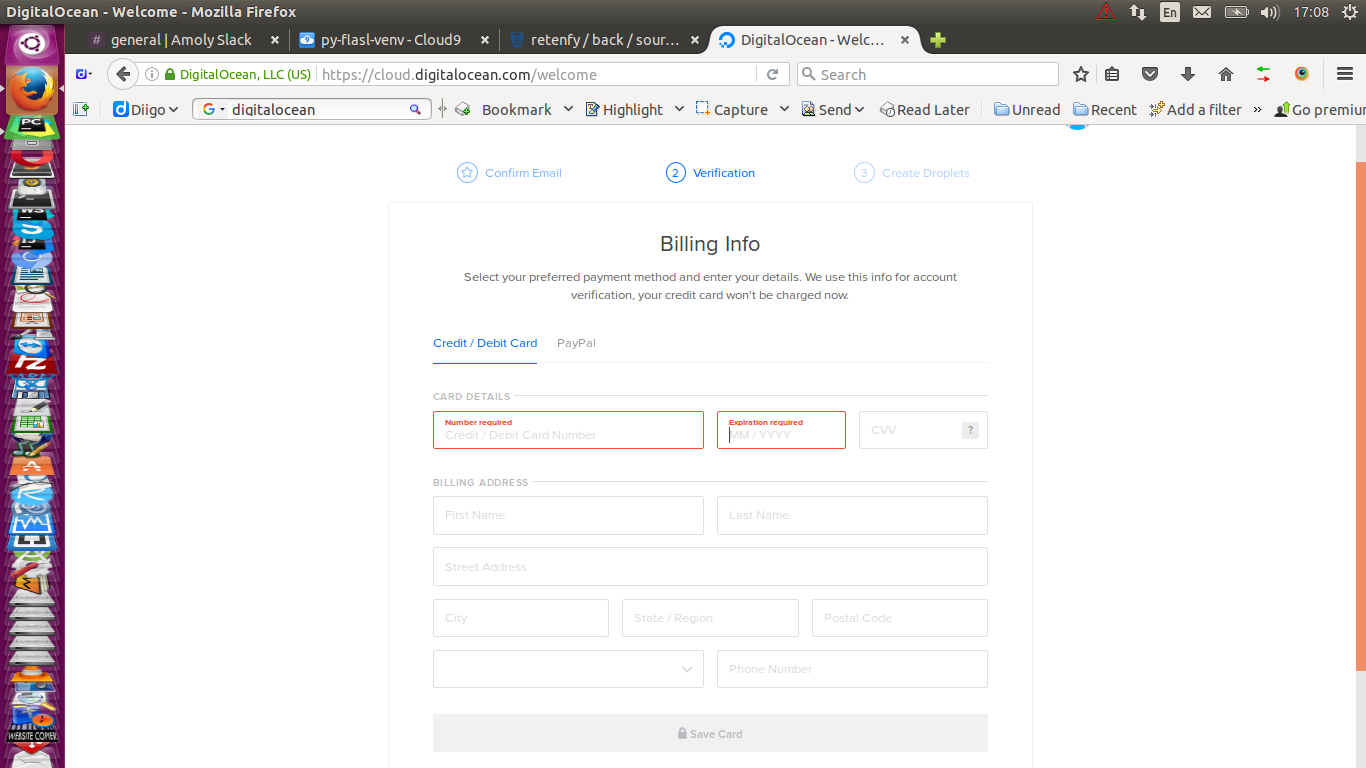 DigitalOcean - Welcome - Mozilla Firefox
En
17:08
# general | Amoly Slack
py-flasl-venv - Cloud9
retenfy / back / sour...
DigitalOcean - Welc...
DigitalOcean, LLC (US)
https://cloud.digitalocean.com/welcome
Search
Diigo
digitalocean
Bookmark
Highlight
Capture
Send
Read Later
Unread
Recent
Add a filter
»
Go premiu
Confirm Email
2 Verification
3 Create Droplets
Billing Info
Select your preferred payment method and enter your details. We use this info for account
verification, your credit card won't be charged now.
Credit / Debit Card
PayPal
CARD DETAILS
Number required
Credit / Debit Card Number
Expiration required
MM / YYYY
CVV
?
BILLING ADDRESS
First Name
Last Name
Street Address
City
State / Region
Postal Code
Phone Number
Save Card
PC
WS
IJ
WEBSITE COPIER